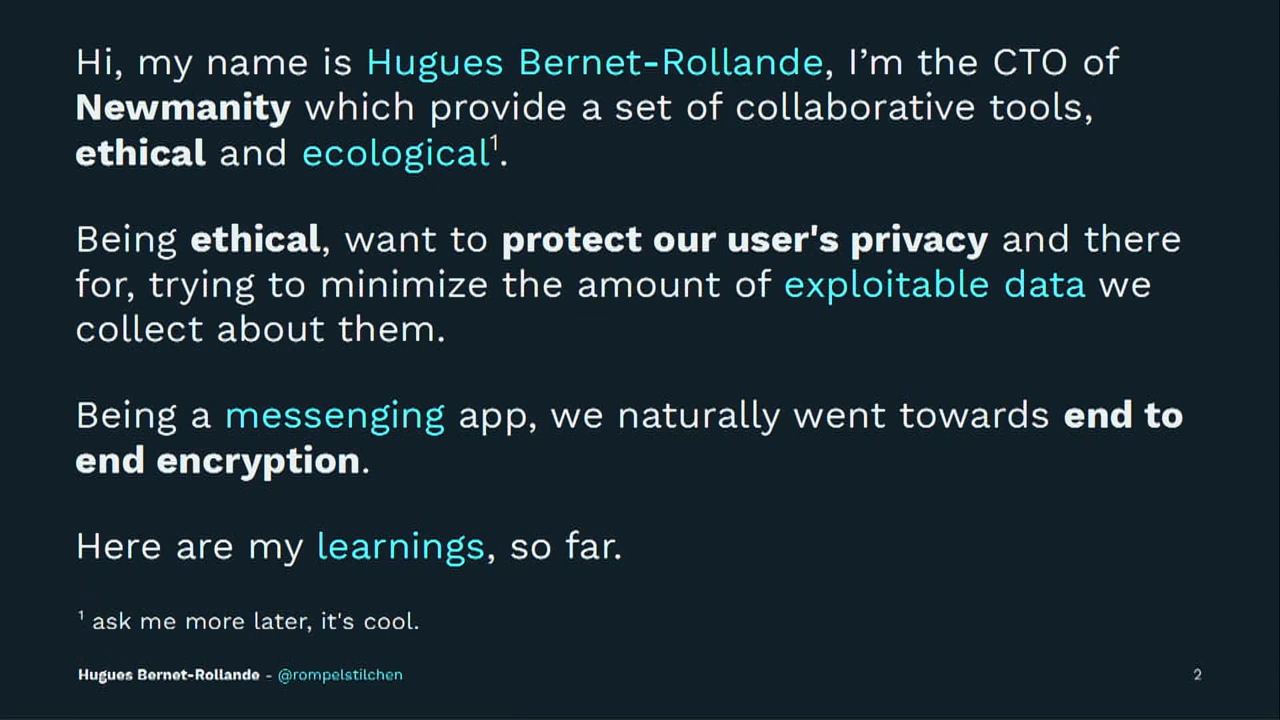 Hi, my name is Hugues Bernet-Rollande, I’m the CTO of
Newmanity which provide a set of collaborative tools,
ethical and ecological¹.
Being ethical, want to protect our user's privacy and there
for, trying to minimize the amount of exploitable data we
collect about them.
Being a messenging app, we naturally went towards end to
end encryption.
Here are my learnings, so far.
¹ ask me more later, it's cool.
Hugues Bernet-Rollande - @rompelstilchen
2